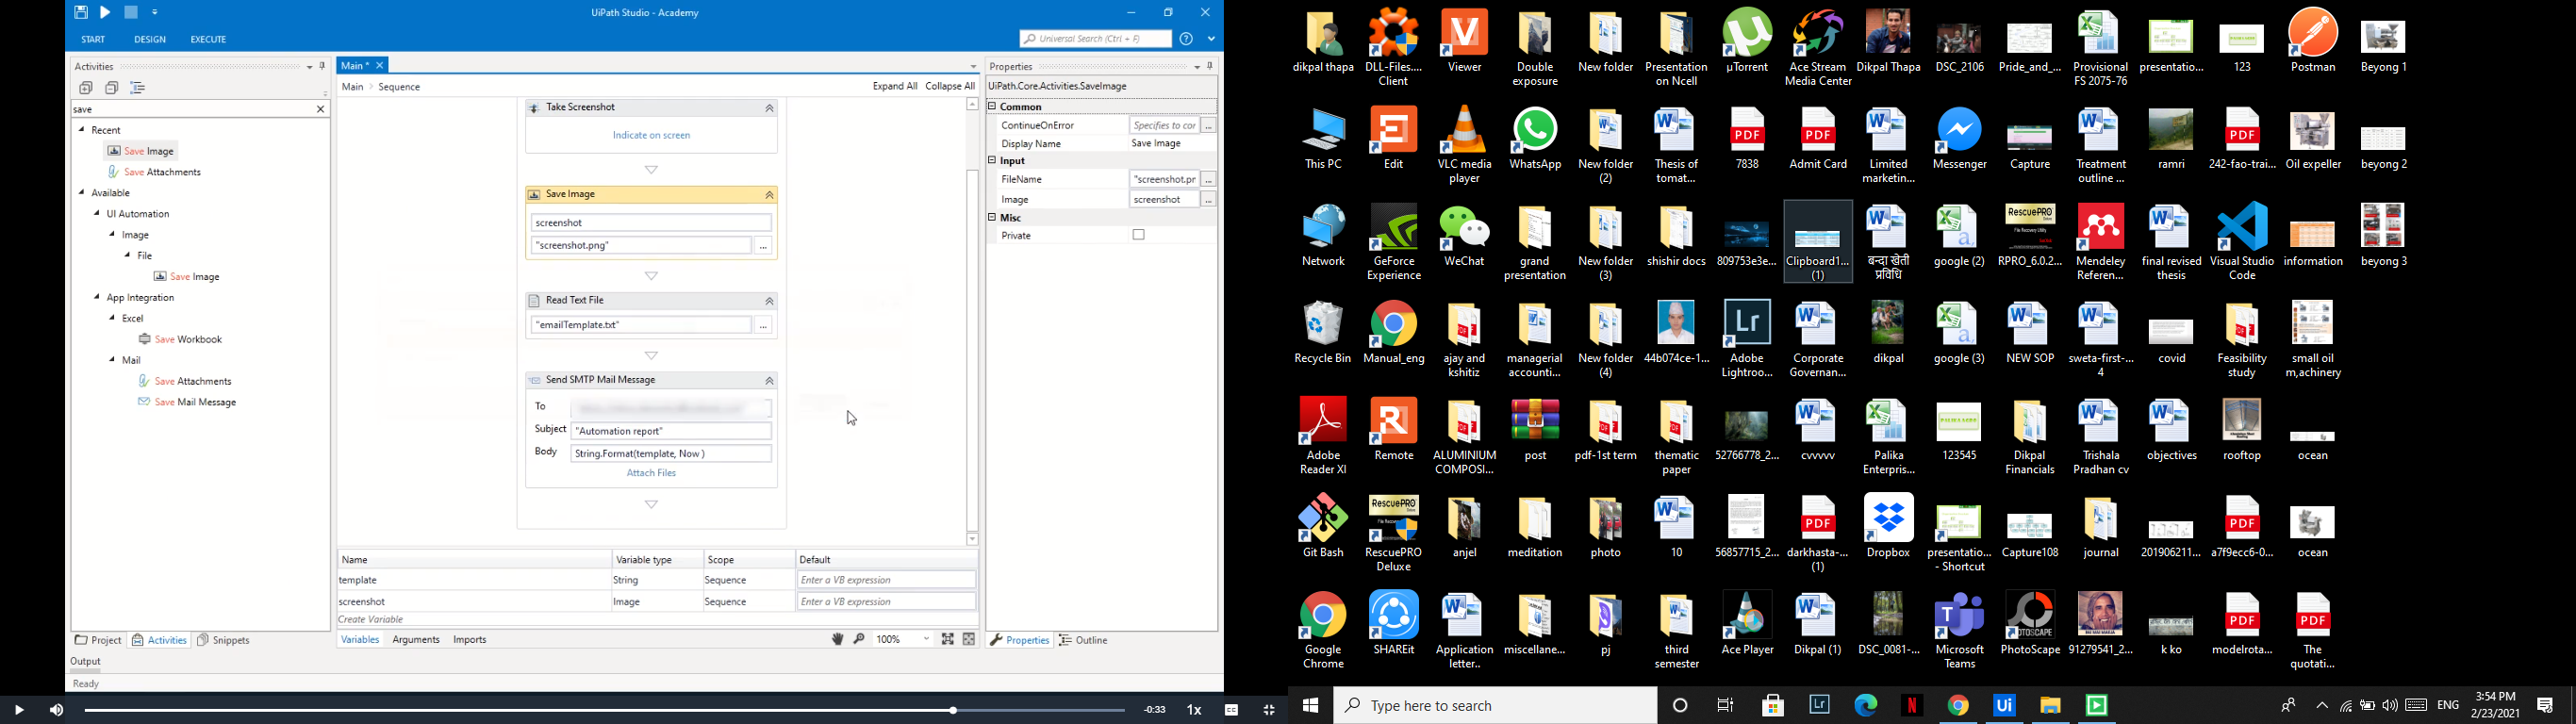 UiPath Studio - Academy
START DESIGN EXECUTE
Universal Search (Ctrl + F)
Activities
save
Recent
Save Image
Save Attachments
Available
UI Automation
Image
File
Save Image
App Integration
Excel
Save Workbook
Mail
Save Attachments
Save Mail Message
Project Activities Snippets
Output
Ready
Main *
Main > Sequence
Expand All Collapse All
Take Screenshot
Indicate on screen
Save Image
screenshot
"screenshot.png"
...
Read Text File
"emailTemplate.txt"
...
Send SMTP Mail Message
To
Subject "Automation report"
Body String.Format(template, Now )
Attach Files
Name Variable type Scope Default
template String Sequence Enter a VB expression
screenshot Image Sequence Enter a VB expression
Create Variable
Variables Arguments Imports
100%
Properties
UiPath.Core.Activities.SaveImage
Common
ContinueOnError Specifies to cor ...
Display Name Save Image
Input
FileName "screenshot.pr ...
Image screenshot ...
Misc
Private
Properties Outline
-0:33 1x CC
dikpal thapa
DLL-Files.... Client
Viewer
Double exposure
New folder
Presentation on Ncell
µTorrent
Ace Stream Media Center
Dikpal Thapa
DSC_2106
Pride_and_...
Provisional FS 2075-76
presentatio...
123
Postman
Beyong 1
This PC
Edit
VLC media player
WhatsApp
New folder (2)
Thesis of tomat...
7838
Admit Card
Limited marketin...
Messenger
Capture
Treatment outline ...
ramri
242-fao-trai...
Oil expeller
beyong 2
Network
GeForce Experience
WeChat
grand presentation
New folder (3)
shishir docs
809753e3e...
Clipboard1... (1)
बन्दा खेती प्रविधि
google (2)
RPRO_6.0.2...
Mendeley Referen...
final revised thesis
Visual Studio Code
information
beyong 3
Recycle Bin
Manual_eng
ajay and kshitiz
managerial accounti...
New folder (4)
44b074ce-1...
Adobe Lightroo...
Corporate Governan...
dikpal
google (3)
NEW SOP
sweta-first-... 4
covid
Feasibility study
small oil m,achinery
Adobe Reader XI
Remote
ALUMINIUM COMPOSI...
post
pdf-1st term
thematic paper
52766778_2...
cvvvvv
Palika Enterpris...
123545
Dikpal Financials
Trishala Pradhan cv
objectives
rooftop
ocean
Git Bash
RescuePRO Deluxe
anjel
meditation
photo
10
56857715_2...
darkhasta-... (1)
Dropbox
presentatio... - Shortcut
Capture108
journal
201906211...
a7f9ecc6-0...
ocean
Google Chrome
SHAREit
Application letter..
miscellane...
pj
third semester
Ace Player
Dikpal (1)
DSC_0081-...
Microsoft Teams
PhotoScape
91279541_2...
k ko
modelrota...
The quotati...
Type here to search
ENG
3:54 PM
2/23/2021